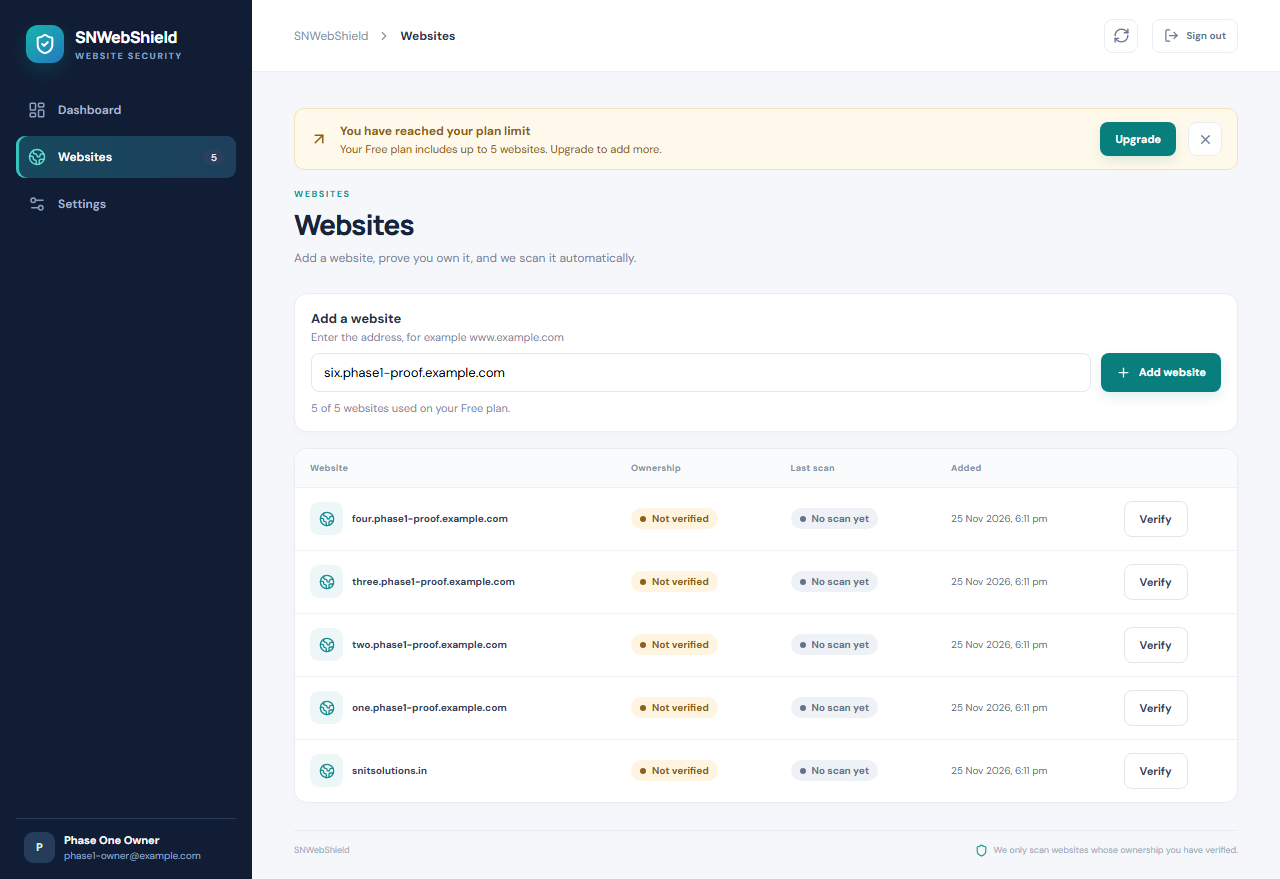 SNWebShield
WEBSITE SECURITY
Dashboard
Websites 5
Settings
Phase One Owner
P
phase1-owner@example.com
SNWebShield > Websites
Sign out
You have reached your plan limit
Your Free plan includes up to 5 websites. Upgrade to add more.
Upgrade
WEBSITES
Websites
Add a website, prove you own it, and we scan it automatically.
Add a website
Enter the address, for example www.example.com
six.phase1-proof.example.com
Add website
5 of 5 websites used on your Free plan.
Website Ownership Last scan Added
four.phase1-proof.example.com Not verified No scan yet 25 Nov 2026, 6:11 pm Verify
three.phase1-proof.example.com Not verified No scan yet 25 Nov 2026, 6:11 pm Verify
two.phase1-proof.example.com Not verified No scan yet 25 Nov 2026, 6:11 pm Verify
one.phase1-proof.example.com Not verified No scan yet 25 Nov 2026, 6:11 pm Verify
snitsolutions.in Not verified No scan yet 25 Nov 2026, 6:11 pm Verify
SNWebShield
We only scan websites whose ownership you have verified.